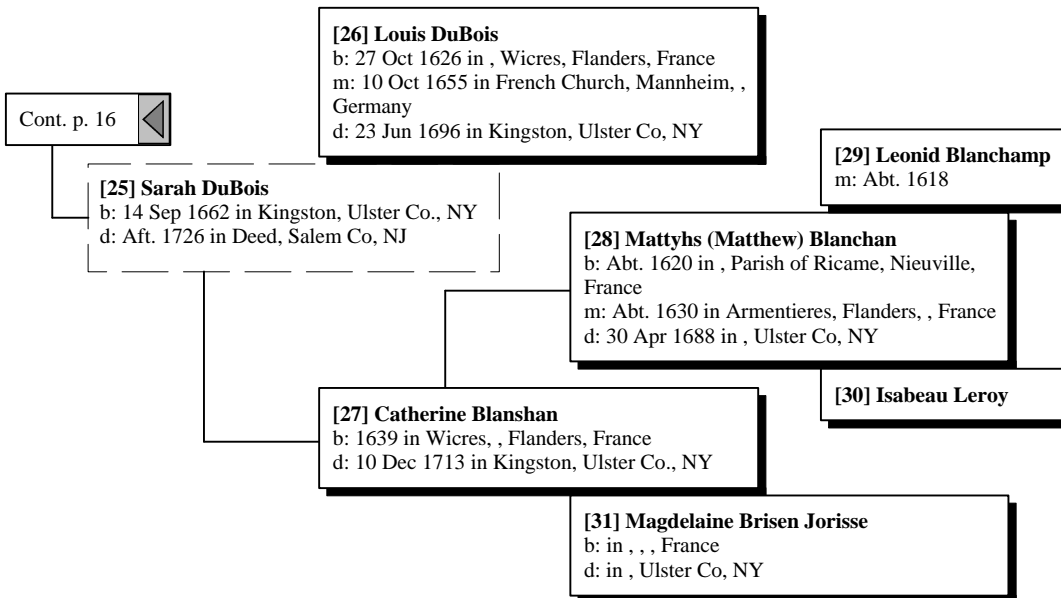 [26] Louis DuBois
b: 27 Oct 1626 in , Wicres, Flanders, France
m: 10 Oct 1655 in French Church, Mannheim, ,
Germany
d: 23 Jun 1696 in Kingston, Ulster Co, NY
Cont. p. 16
[25] Sarah DuBois
b: 14 Sep 1662 in Kingston, Ulster Co., NY
d: Aft. 1726 in Deed, Salem Co, NJ
[29] Leonid Blanchamp
m: Abt. 1618
[28] Mattyhs (Matthew) Blanchan
b: Abt. 1620 in , Parish of Ricame, Nieuville,
France
m: Abt. 1630 in Armentieres, Flanders, , France
d: 30 Apr 1688 in , Ulster Co, NY
[30] Isabeau Leroy
[27] Catherine Blanshan
b: 1639 in Wicres, , Flanders, France
d: 10 Dec 1713 in Kingston, Ulster Co., NY
[31] Magdelaine Brisen Jorisse
b: in , , , France
d: in , Ulster Co, NY